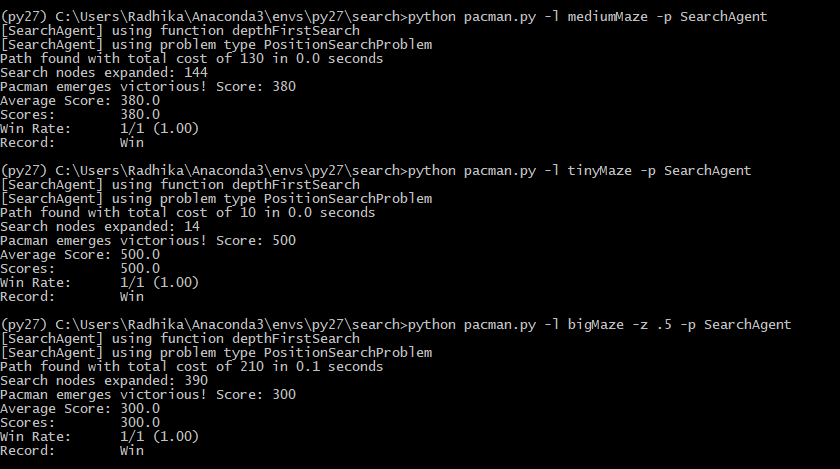 (py27) C:\Users\Radhika\Anaconda3\envs\py27\search>python pacman.py -l mediumMaze -p SearchAgent
[SearchAgent] using function depthFirstSearch
[SearchAgent] using problem type PositionSearchProblem
Path found with total cost of 130 in 0.0 seconds
Search nodes expanded: 144
Pacman emerges victorious! Score: 380
Average Score: 380.0
Scores:        380.0
Win Rate:      1/1 (1.00)
Record:        Win
(py27) C:\Users\Radhika\Anaconda3\envs\py27\search>python pacman.py -l tinyMaze -p SearchAgent
[SearchAgent] using function depthFirstSearch
[SearchAgent] using problem type PositionSearchProblem
Path found with total cost of 10 in 0.0 seconds
Search nodes expanded: 14
Pacman emerges victorious! Score: 500
Average Score: 500.0
Scores:        500.0
Win Rate:      1/1 (1.00)
Record:        Win
(py27) C:\Users\Radhika\Anaconda3\envs\py27\search>python pacman.py -l bigMaze -z .5 -p SearchAgent
[SearchAgent] using function depthFirstSearch
[SearchAgent] using problem type PositionSearchProblem
Path found with total cost of 210 in 0.1 seconds
Search nodes expanded: 390
Pacman emerges victorious! Score: 300
Average Score: 300.0
Scores:        300.0
Win Rate:      1/1 (1.00)
Record:        Win